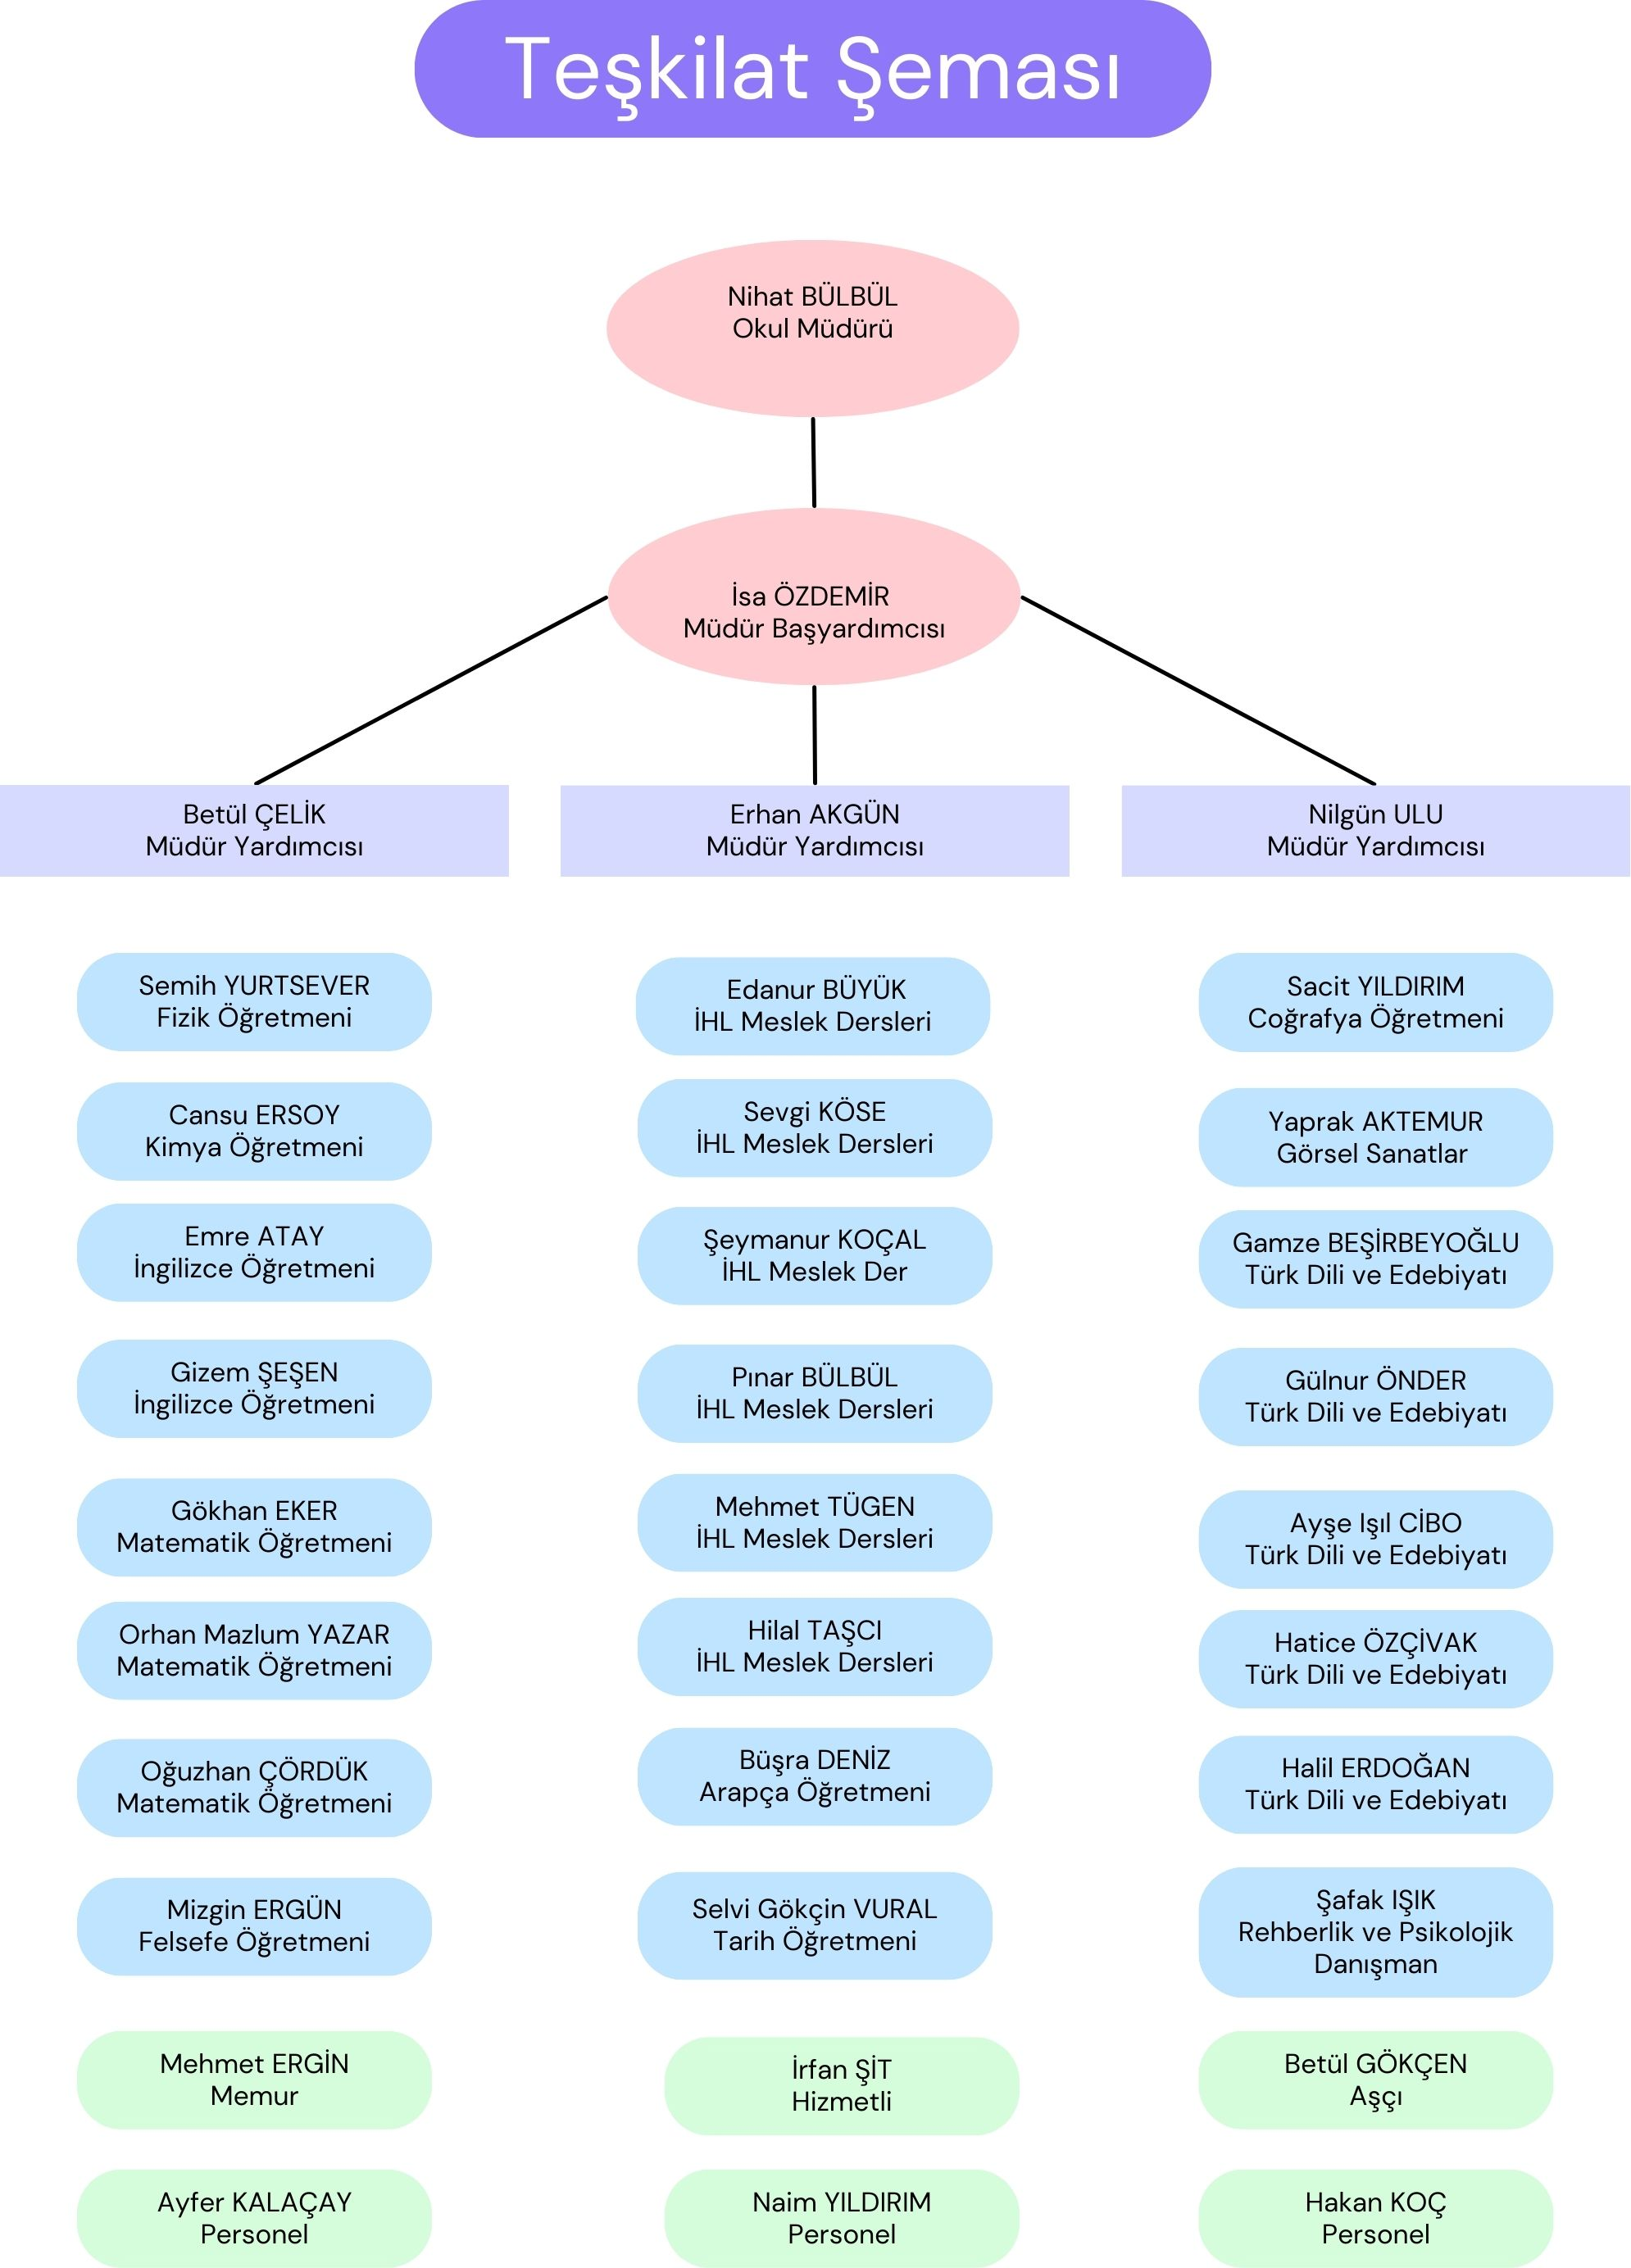 Teşkilat Şeması
Nihat BÜLBÜL
Okul Müdürü
İsa ÖZDEMİR
Müdür Başyardımcısı
Betül ÇELİK
Müdür Yardımcısı
Erhan AKGÜN
Müdür Yardımcısı
Nilgün ULU
Müdür Yardımcısı
Semih YURTSEVER
Fizik Öğretmeni
Cansu ERSOY
Kimya Öğretmeni
Emre ATAY
İngilizce Öğretmeni
Gizem ŞEŞEN
İngilizce Öğretmeni
Gökhan EKER
Matematik Öğretmeni
Orhan Mazlum YAZAR
Matematik Öğretmeni
Oğuzhan ÇÖRDÜK
Matematik Öğretmeni
Mizgin ERGÜN
Felsefe Öğretmeni
Mehmet ERGİN
Memur
Ayfer KALAÇAY
Personel
Edanur BÜYÜK
İHL Meslek Dersleri
Sevgi KÖSE
İHL Meslek Dersleri
Şeymanur KOÇAL
İHL Meslek Der
Pınar BÜLBÜL
İHL Meslek Dersleri
Mehmet TÜGEN
İHL Meslek Dersleri
Hilal TAŞCI
İHL Meslek Dersleri
Büşra DENİZ
Arapça Öğretmeni
Selvi Gökçin VURAL
Tarih Öğretmeni
İrfan ŞİT
Hizmetli
Naim YILDIRIM
Personel
Sacit YILDIRIM
Coğrafya Öğretmeni
Yaprak AKTEMUR
Görsel Sanatlar
Gamze BEŞİRBEYOĞLU
Türk Dili ve Edebiyatı
Gülnur ÖNDER
Türk Dili ve Edebiyatı
Ayşe Işıl CİBO
Türk Dili ve Edebiyatı
Hatice ÖZÇİVAK
Türk Dili ve Edebiyatı
Halil ERDOĞAN
Türk Dili ve Edebiyatı
Şafak IŞIK
Rehberlik ve Psikolojik
Danışman
Betül GÖKÇEN
Aşçı
Hakan KOÇ
Personel